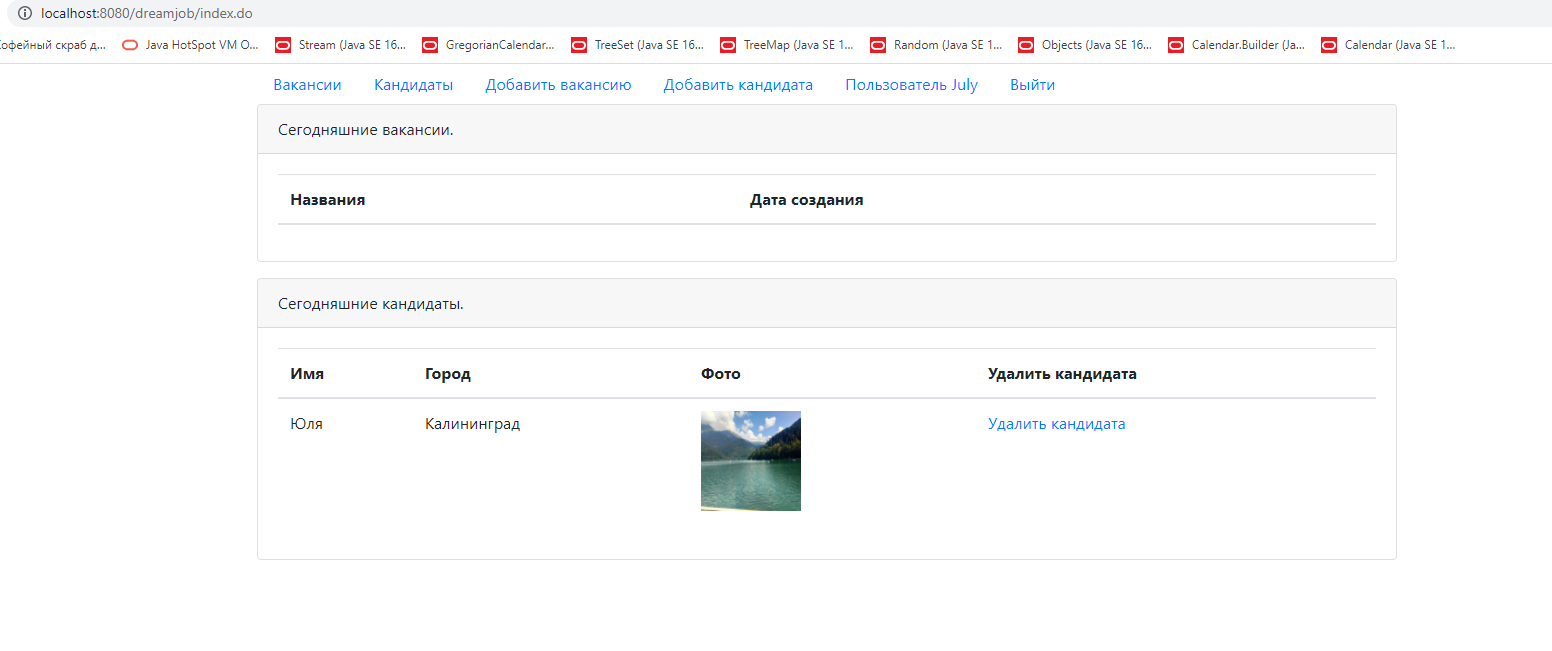 localhost:8080/dreamjob/index.do
Кофейный скраб д... Java HotSpot VM O... Stream (Java SE 16... GregorianCalendar... TreeSet (Java SE 16... TreeMap (Java SE 1... Random (Java SE 1... Objects (Java SE 16... Calendar.Builder (Ja... Calendar (Java SE 1...
Вакансии Кандидаты Добавить вакансию Добавить кандидата Пользователь July Выйти
Сегодняшние вакансии.
Названия Дата создания
Сегодняшние кандидаты.
Имя Город Фото Удалить кандидата
Юля Калининград Удалить кандидата